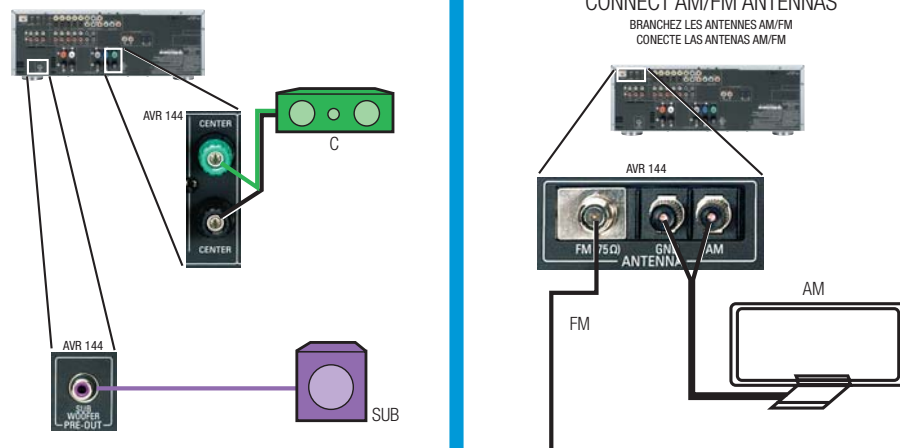 AVR 144
CENTER
CENTER
C
AVR 144
SUB
WOOFER
PRE-OUT
SUB
CONNECT AM/FM ANTENNAS
BRANCHEZ LES ANTENNES AM/FM
CONECTE LAS ANTENAS AM/FM
AVR 144
FM (75Ω) GND AM
ANTENNA
FM
AM